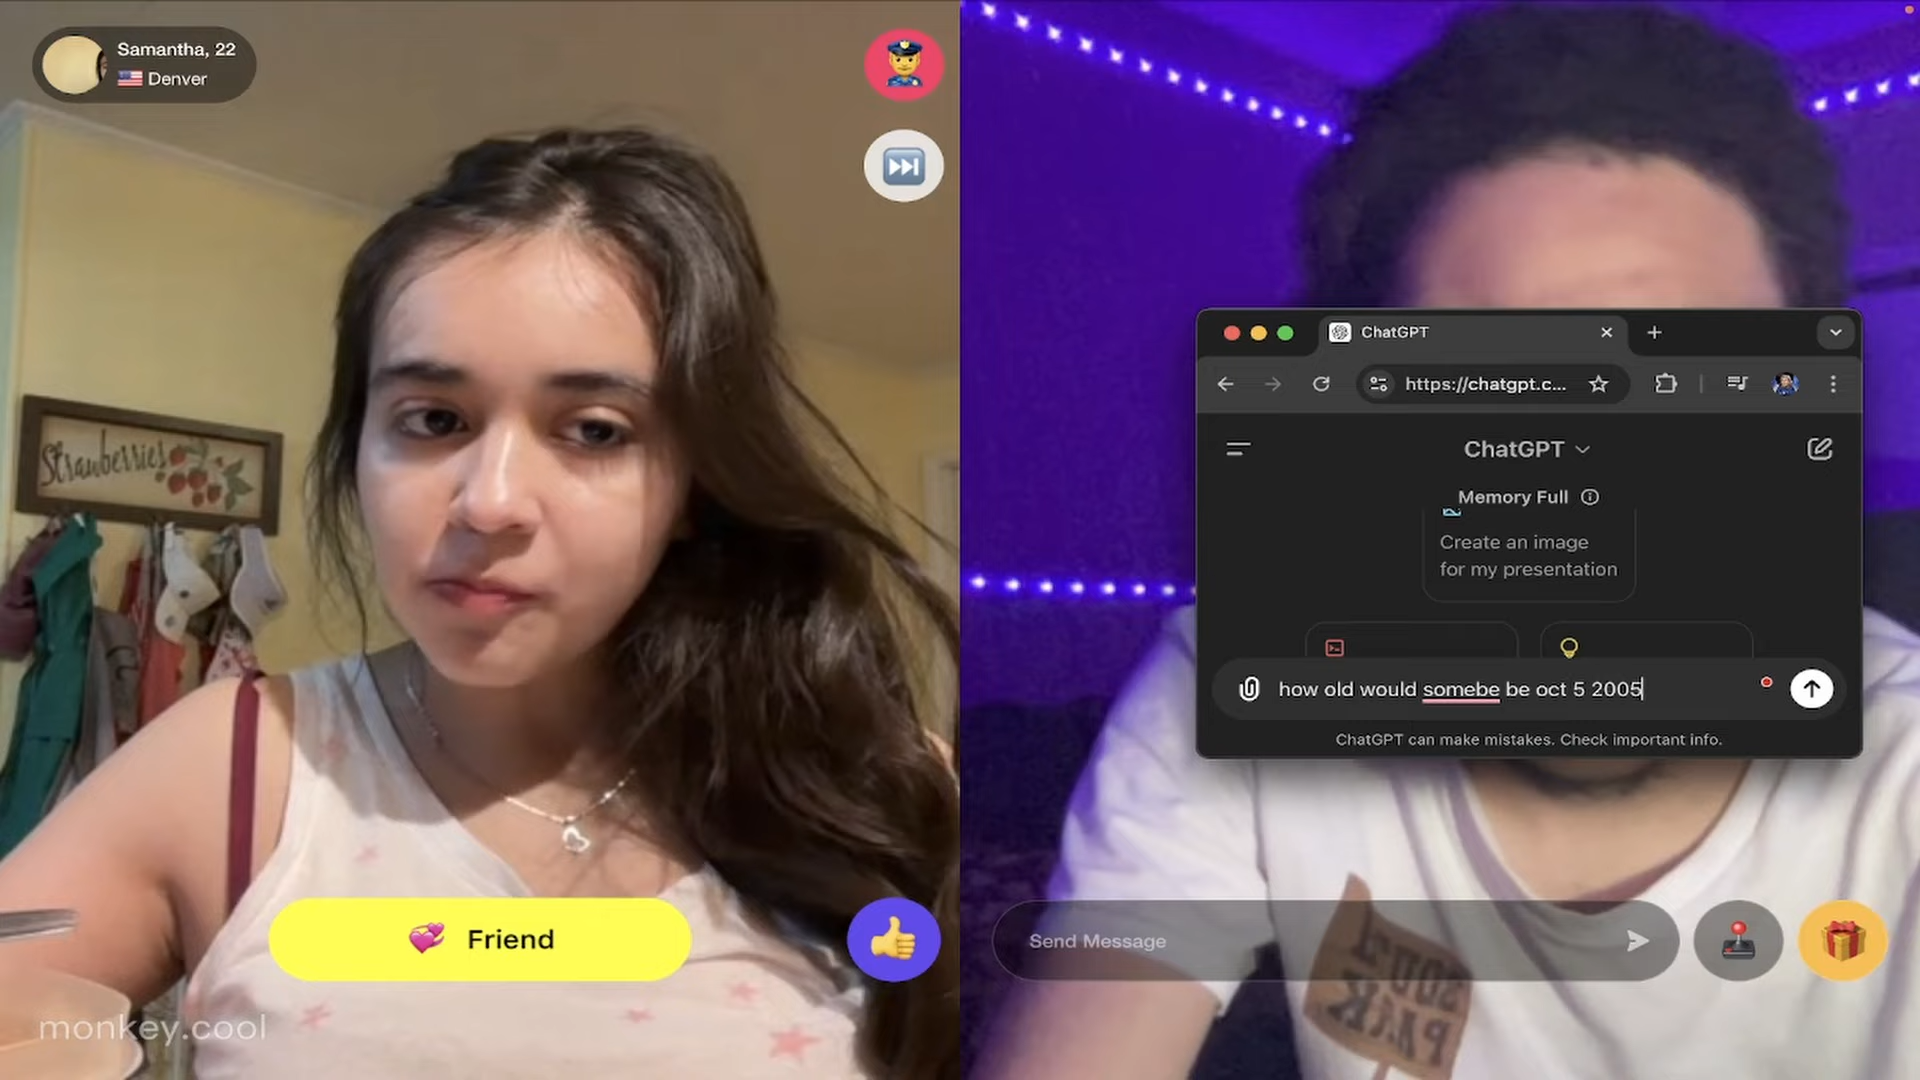 Samantha, 22
Denver
Strawberries
Friend
monkey.cool
ChatGPT
https://chatgpt.c...
ChatGPT
Memory Full
Create an image
for my presentation
how old would somebe be oct 5 2005
ChatGPT can make mistakes. Check important info.
Send Message
PARK